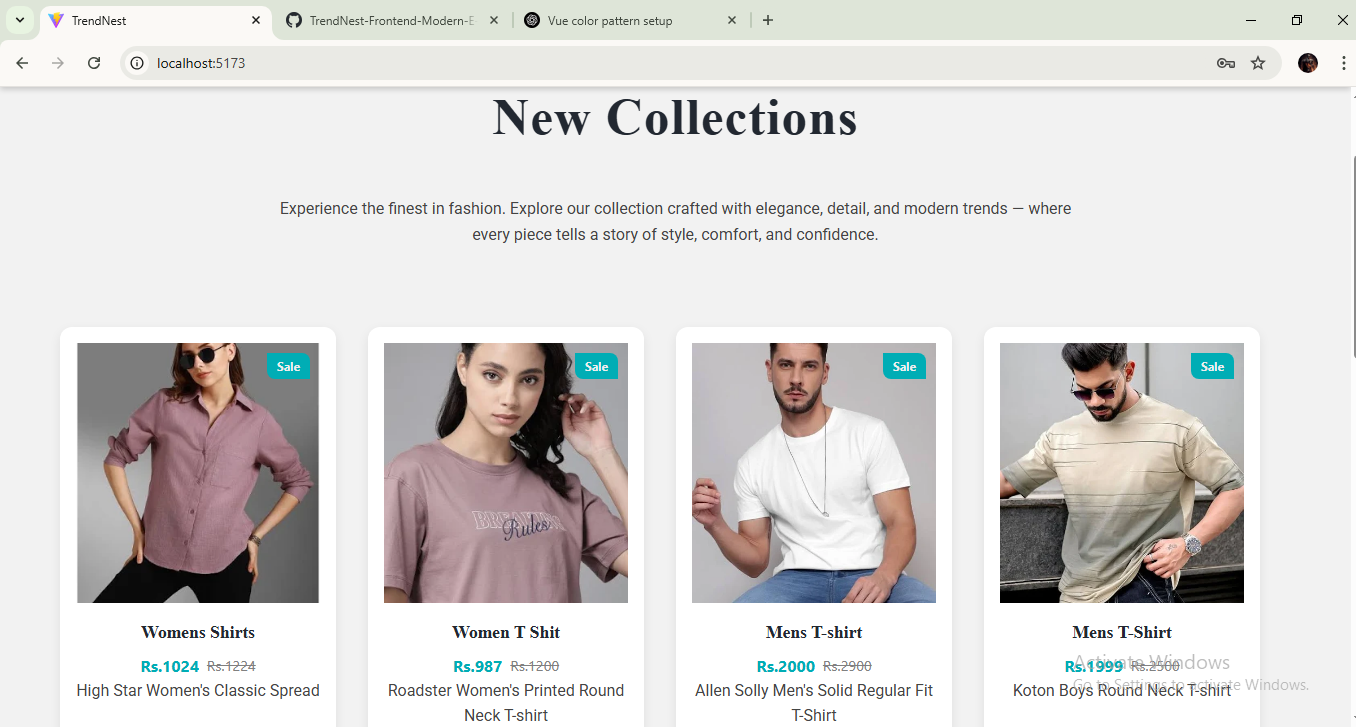 TrendNest
TrendNest-Frontend-Modern-E
Vue color pattern setup
localhost:5173
New Collections
Experience the finest in fashion. Explore our collection crafted with elegance, detail, and modern trends — where
every piece tells a story of style, comfort, and confidence.
Sale
Sale
Sale
Sale
BREAKIN
Rules
Womens Shirts
Women T Shit
Mens T-shirt
Mens T-Shirt
Rs.1024 Rs.1224
Rs.987 Rs.1200
Rs.2000 Rs.2900
Rs.1999 Rs.2500
High Star Women's Classic Spread
Roadster Women's Printed Round
Neck T-shirt
Allen Solly Men's Solid Regular Fit
T-Shirt
Koton Boys Round Neck T-shirt
Activate Windows
Go to Settings to activate Windows.